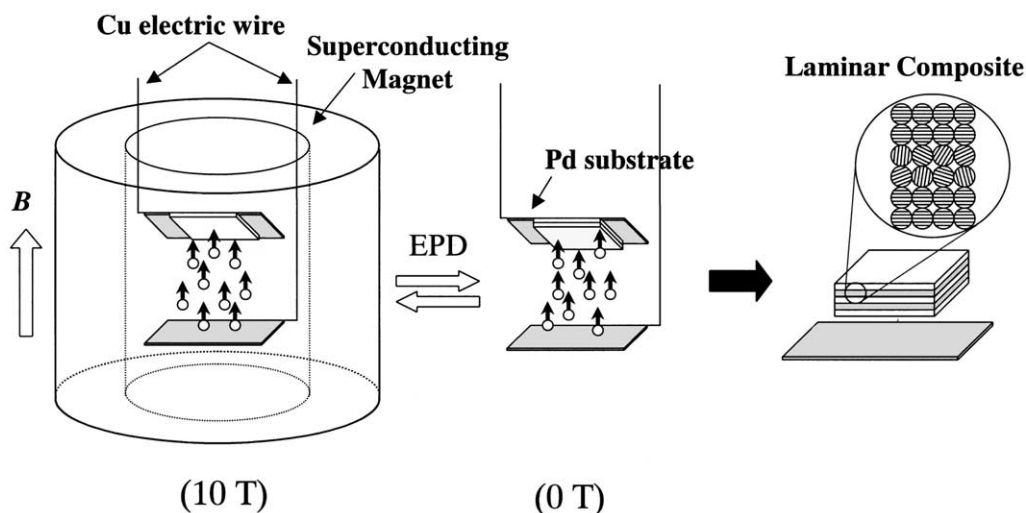 Cu electric wire
Superconducting
Magnet
Laminar Composite
Pd substrate
B
EPD
(10 T)
(0 T)